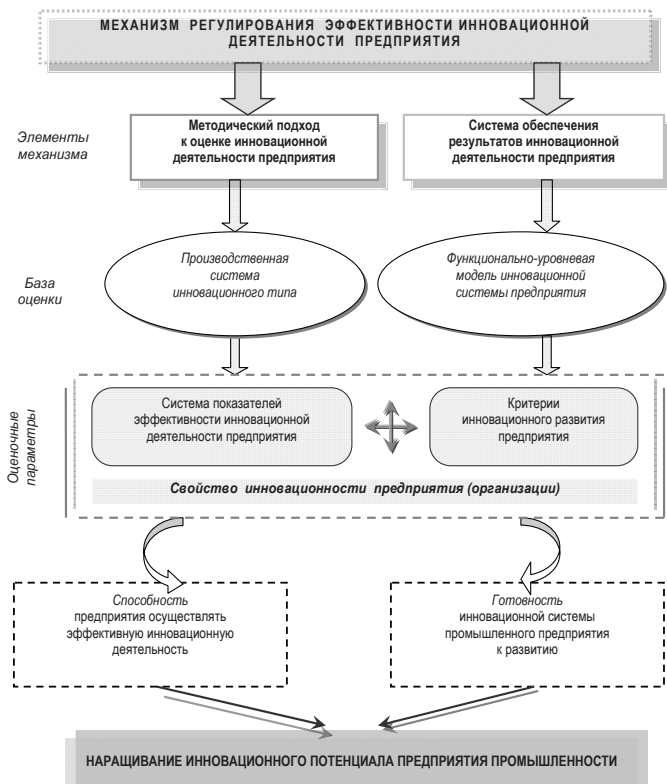 МЕХАНИЗМ РЕГУЛИРОВАНИЯ ЭФФЕКТИВНОСТИ ИННОВАЦИОННОЙ
ДЕЯТЕЛЬНОСТИ ПРЕДПРИЯТИЯ
Элементы
механизма
Методический подход
к оценке инновационной
деятельности предприятия
Система обеспечения
результатов инновационной
деятельности предприятия
База
оценки
Производственная
система
инновационного типа
Функционально-уровневая
модель инновационной
системы предприятия
Оценочные
параметры
Система показателей
эффективности инновационной
деятельности предприятия
Критерии
инновационного развития
предприятия
Свойство инновационности предприятия (организации)
Способность
предприятия осуществлять
эффективную инновационную
деятельность
Готовность
инновационной системы
промышленного предприятия
к развитию
НАРАЩИВАНИЕ ИННОВАЦИОННОГО ПОТЕНЦИАЛА ПРЕДПРИЯТИЯ ПРОМЫШЛЕННОСТИ